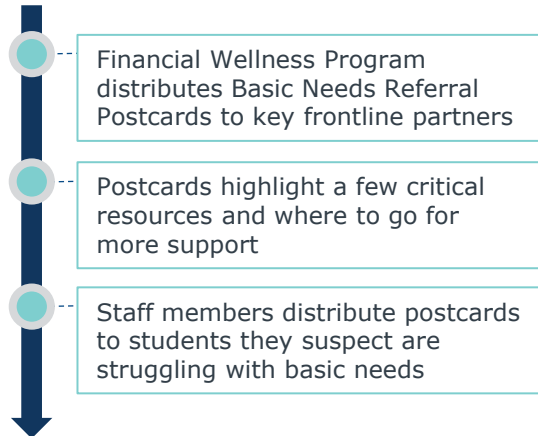 Financial Wellness Program
distributes Basic Needs Referral
Postcards to key frontline partners
Postcards highlight a few critical
resources and where to go for
more support
Staff members distribute postcards
to students they suspect are
struggling with basic needs